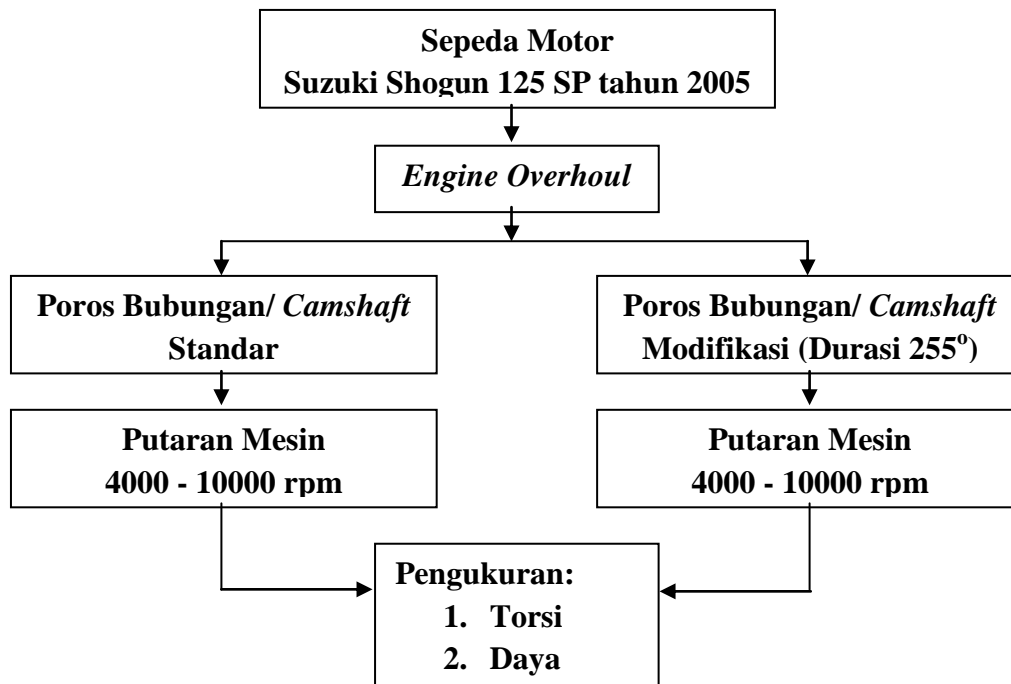 Sepeda Motor
Suzuki Shogun 125 SP tahun 2005
Engine Overhoul
Poros Bubungan/ Camshaft
Standar
Poros Bubungan/ Camshaft
Modifikasi (Durasi 255°)
Putaran Mesin
4000 - 10000 rpm
Putaran Mesin
4000 - 10000 rpm
Pengukuran:
1. Torsi
2. Daya